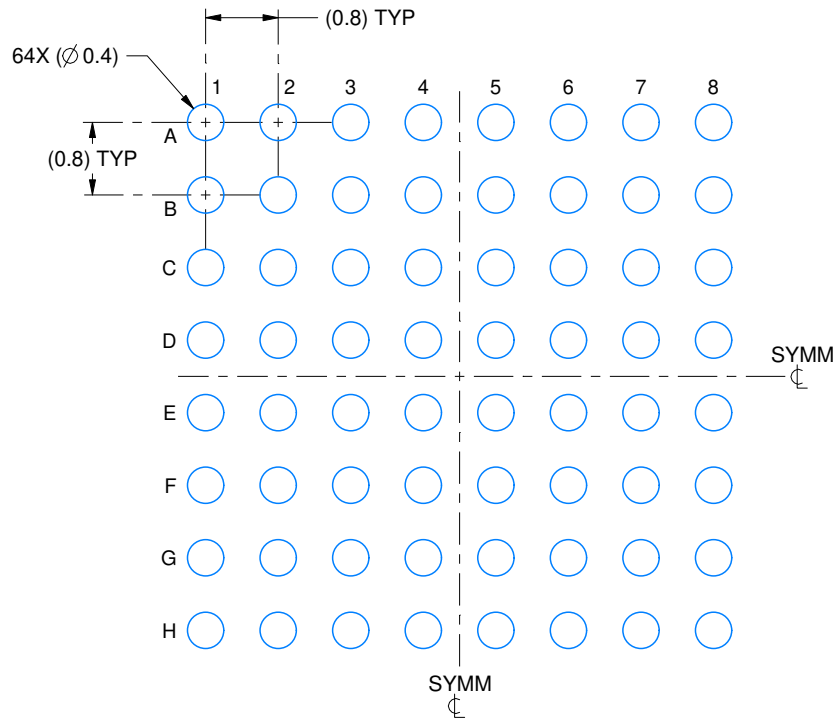 (0.8) TYP
64X (∅ 0.4)
1 2 3 4 5 6 7 8
A
(0.8) TYP
B
C
D
SYMM
℄
E
F
G
H
SYMM
℄